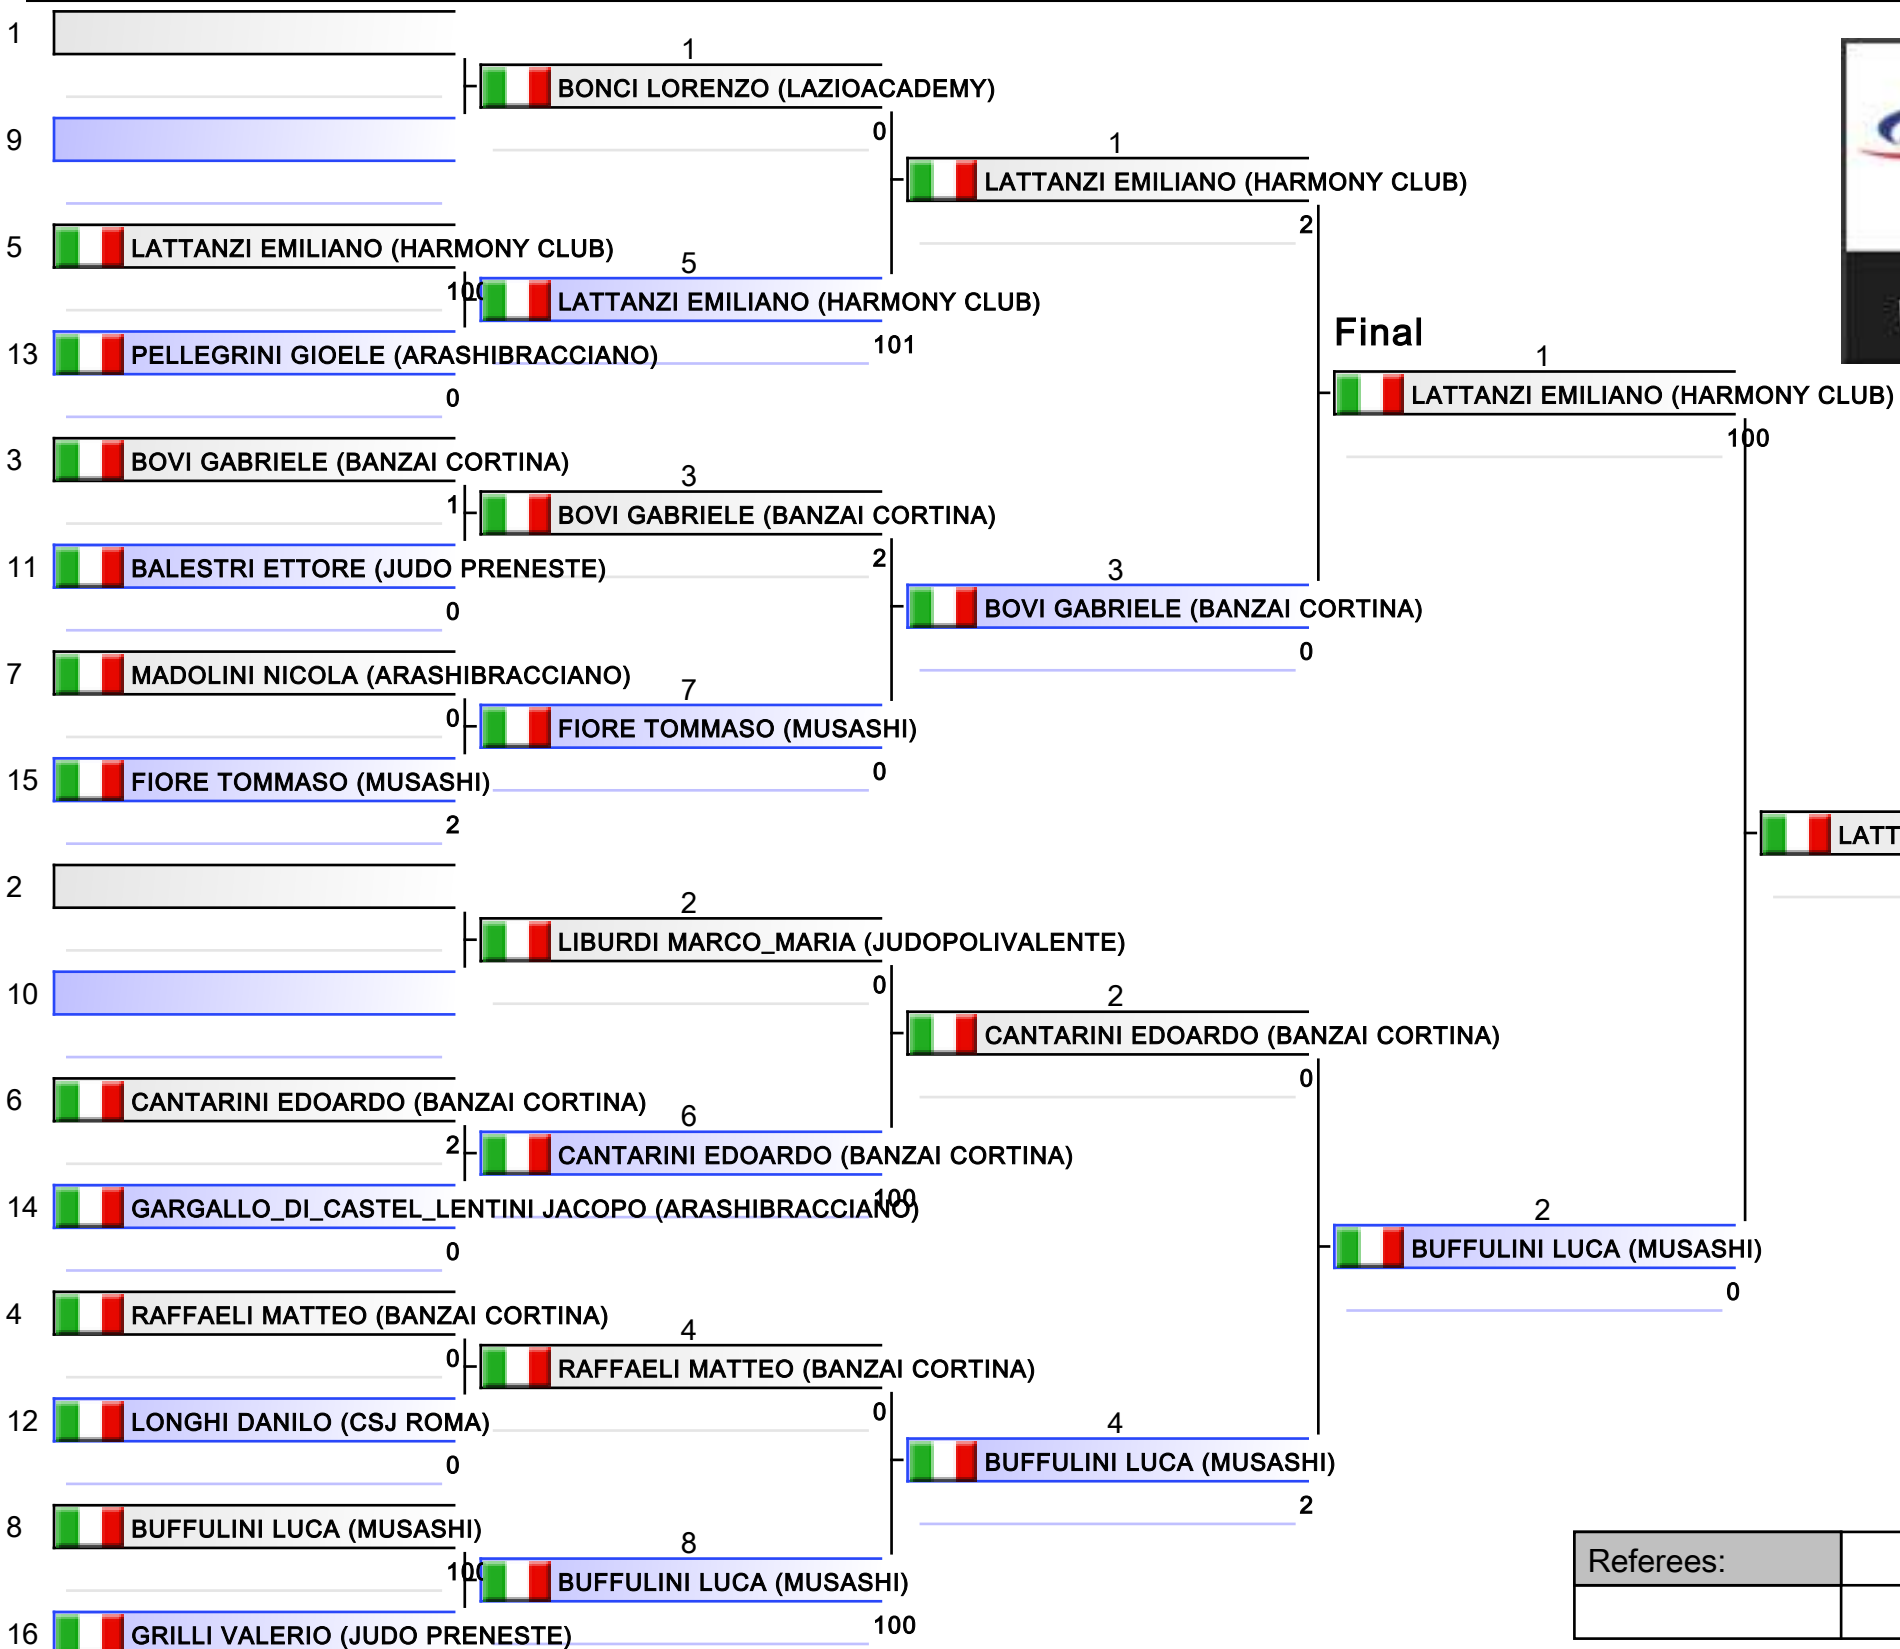 1
1
BONCI LORENZO (LAZIOACADEMY)
0
9
1
LATTANZI EMILIANO (HARMONY CLUB)
2
5
LATTANZI EMILIANO (HARMONY CLUB)
100
5
LATTANZI EMILIANO (HARMONY CLUB)
101
13
PELLEGRINI GIOELE (ARASHIBRACCIANO)
0
Final
1
LATTANZI EMILIANO (HARMONY CLUB)
100
3
BOVI GABRIELE (BANZAI CORTINA)
1
3
BOVI GABRIELE (BANZAI CORTINA)
2
11
BALESTRI ETTORE (JUDO PRENESTE)
0
3
BOVI GABRIELE (BANZAI CORTINA)
0
7
MADOLINI NICOLA (ARASHIBRACCIANO)
0
7
FIORE TOMMASO (MUSASHI)
0
15
FIORE TOMMASO (MUSASHI)
2
LATT
2
2
LIBURDI MARCO_MARIA (JUDOPOLIVALENTE)
0
10
2
CANTARINI EDOARDO (BANZAI CORTINA)
0
6
CANTARINI EDOARDO (BANZAI CORTINA)
2
6
CANTARINI EDOARDO (BANZAI CORTINA)
100
14
GARGALLO_DI_CASTEL_LENTINI JACOPO (ARASHIBRACCIANO)
0
2
BUFFULINI LUCA (MUSASHI)
0
4
RAFFAELI MATTEO (BANZAI CORTINA)
0
4
RAFFAELI MATTEO (BANZAI CORTINA)
0
12
LONGHI DANILO (CSJ ROMA)
0
4
BUFFULINI LUCA (MUSASHI)
2
8
BUFFULINI LUCA (MUSASHI)
100
8
BUFFULINI LUCA (MUSASHI)
100
16
GRILLI VALERIO (JUDO PRENESTE)
Referees: